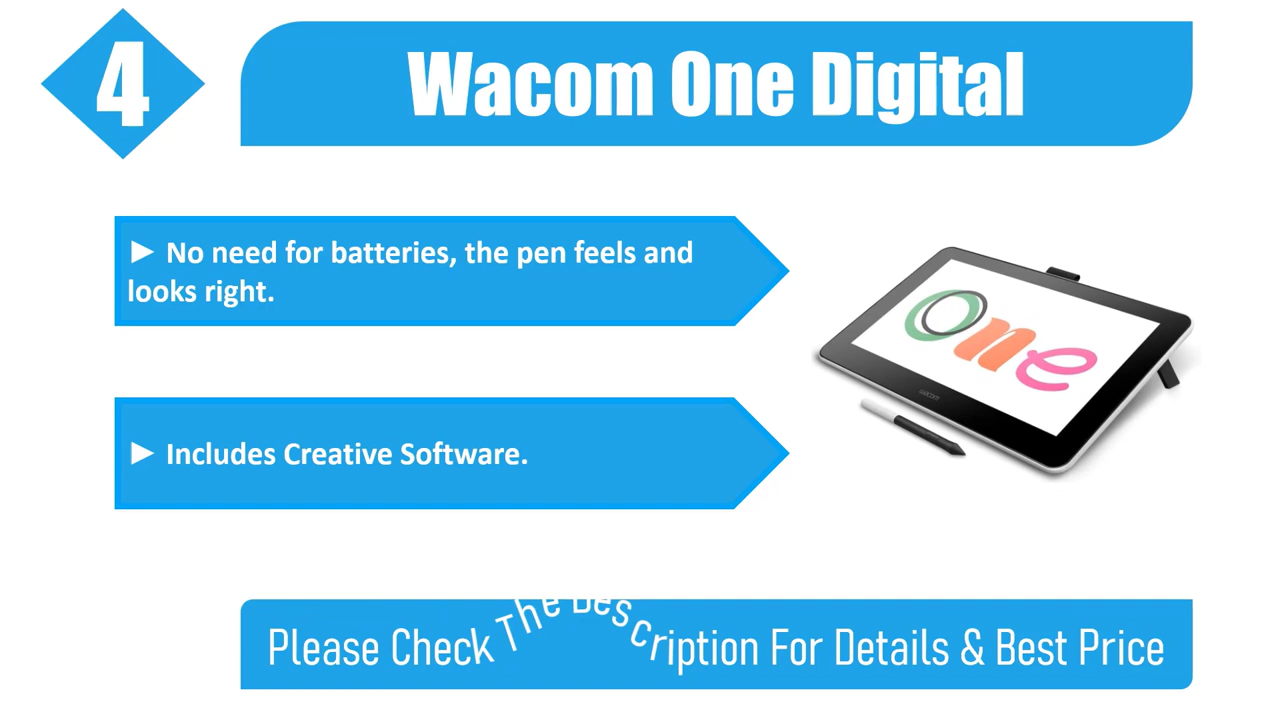 4
Wacom One Digital
► No need for batteries, the pen feels and
looks right.
► Includes Creative Software.
One
wacom
Please Check The Description For Details & Best Price